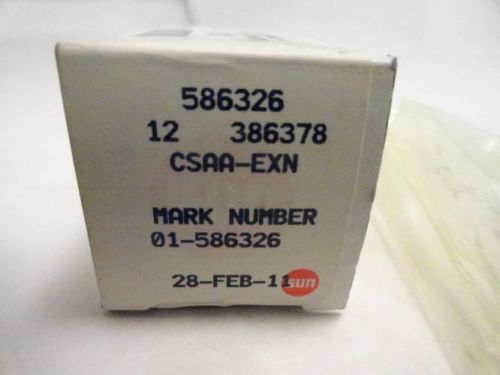 586326
12 386378
CSAA-EXN
MARK NUMBER
01-586326
28-FEB-11 sun